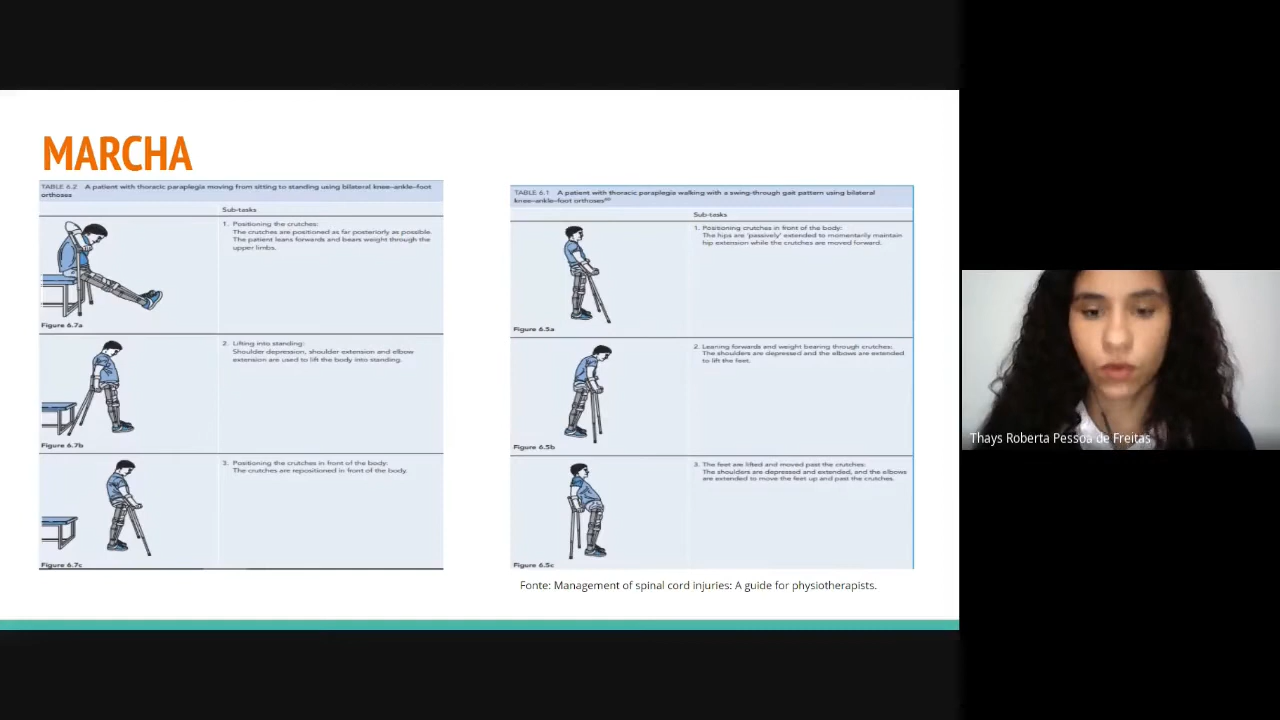 MARCHA
TABLE 6.2 A patient with thoracic paraplegia moving from sitting to standing using bilateral knee–ankle–foot
orthoses
Sub-tasks
1. Positioning the crutches:
The crutches are positioned as far posteriorly as possible.
The patient leans forwards and bears weight through the
upper limbs.
Figure 6.7a
2. Lifting into standing:
Shoulder depression, shoulder extension and elbow
extension are used to lift the body into standing.
Figure 6.7b
3. Positioning the crutches in front of the body:
The crutches are repositioned in front of the body.
Figure 6.7c
TABLE 6.1 A patient with thoracic paraplegia walking with a swing-through gait pattern using bilateral
knee–ankle–foot orthoses
Sub-tasks
1. Positioning crutches in front of the body:
The hips are 'passively' extended to momentarily maintain
hip extension while the crutches are moved forward.
Figure 6.5a
2. Leaning forwards and weight bearing through crutches:
The shoulders are depressed and the elbows are extended
to lift the feet.
Figure 6.5b
3. The feet are lifted and moved past the crutches:
The shoulders are depressed and extended, and the elbows
are extended to move the feet up and past the crutches.
Figure 6.5c
Fonte: Management of spinal cord injuries: A guide for physiotherapists.
Thays Roberta Pessoa de Freitas